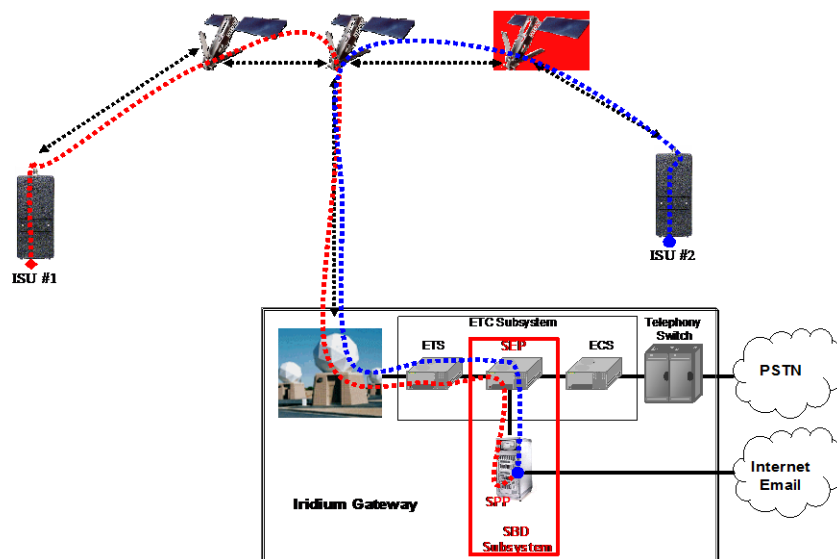 ISU #1
ISU #2
ETC Subsystem
Telephony
Switch
ETS
SEP
ECS
PSTN
Internet
Email
Iridium Gateway
SPP
SBD
Subsystem